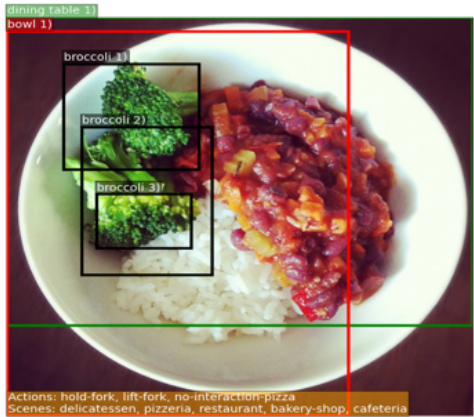 dining table 1)
bowl 1)
broccoli 1)
broccoli 2)
broccoli 3)
Actions: hold-fork, lift-fork, no-interaction-pizza
Scenes: delicatessen, pizzeria, restaurant, bakery-shop, cafeteria